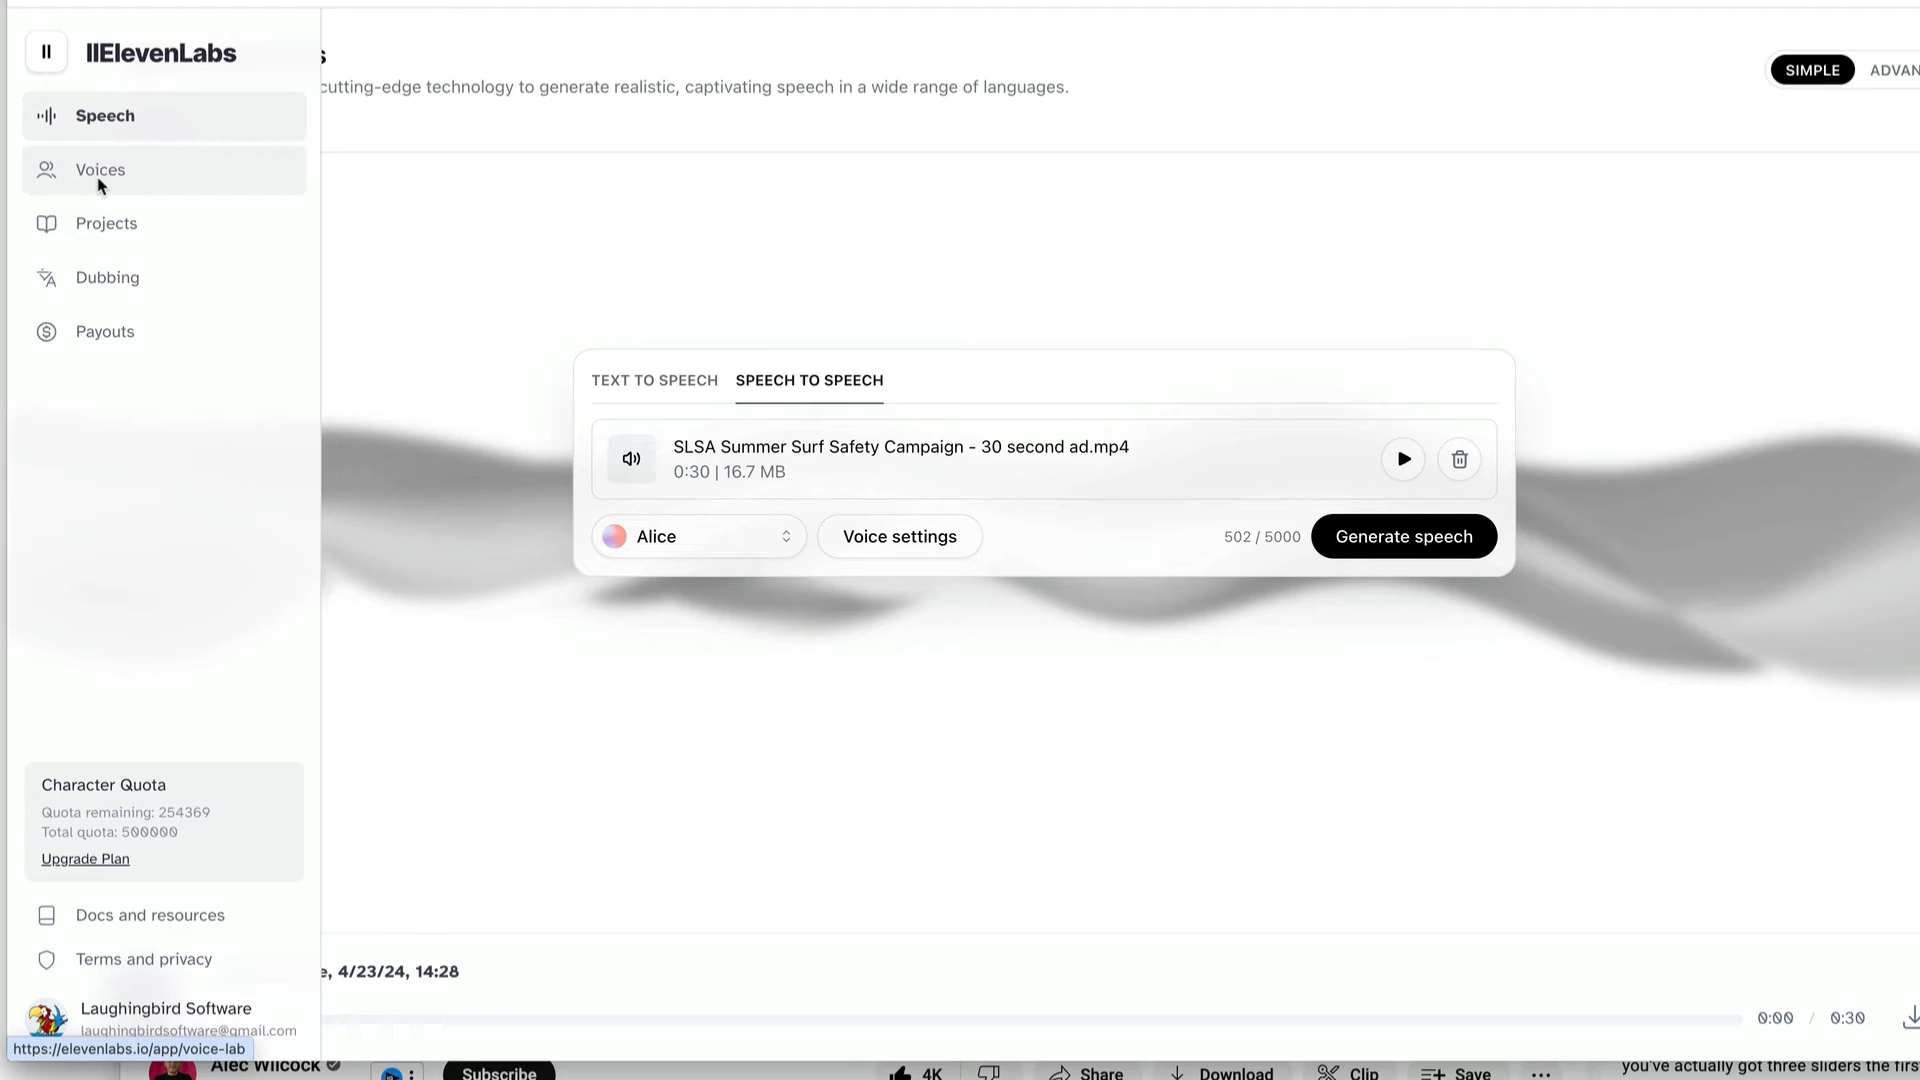 IIElevenLabs
s
cutting-edge technology to generate realistic, captivating speech in a wide range of languages.
SIMPLE
ADVAN
Speech
Voices
Projects
Dubbing
Payouts
TEXT TO SPEECH
SPEECH TO SPEECH
SLSA Summer Surf Safety Campaign - 30 second ad.mp4
0:30 | 16.7 MB
Alice
Voice settings
502 / 5000
Generate speech
Character Quota
Quota remaining: 254369
Total quota: 500000
Upgrade Plan
Docs and resources
Terms and privacy
e, 4/23/24, 14:28
Laughingbird Software
laughingbirdsoftware@gmail.com
0:00 / 0:30
https://elevenlabs.io/app/voice-lab
Alec Wilcock
Subscribe
4K
Share
Download
Clip
Save
you've actually got three sliders the firs